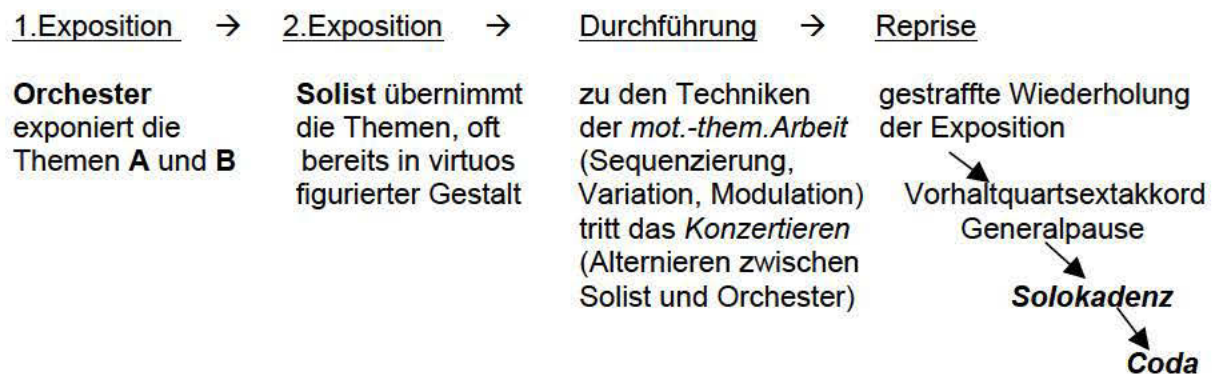 1.Exposition → 2.Exposition → Durchführung → Reprise
Orchester
exponiert die
Themen A und B
Solist übernimmt
die Themen, oft
bereits in virtuos
figurierter Gestalt
zu den Techniken
der mot.-them.Arbeit
(Sequenzierung,
Variation, Modulation)
tritt das Konzertieren
(Alternieren zwischen
Solist und Orchester)
gestraffte Wiederholung
der Exposition
Vorhaltquartsextakkord
Generalpause
Solokadenz
Coda